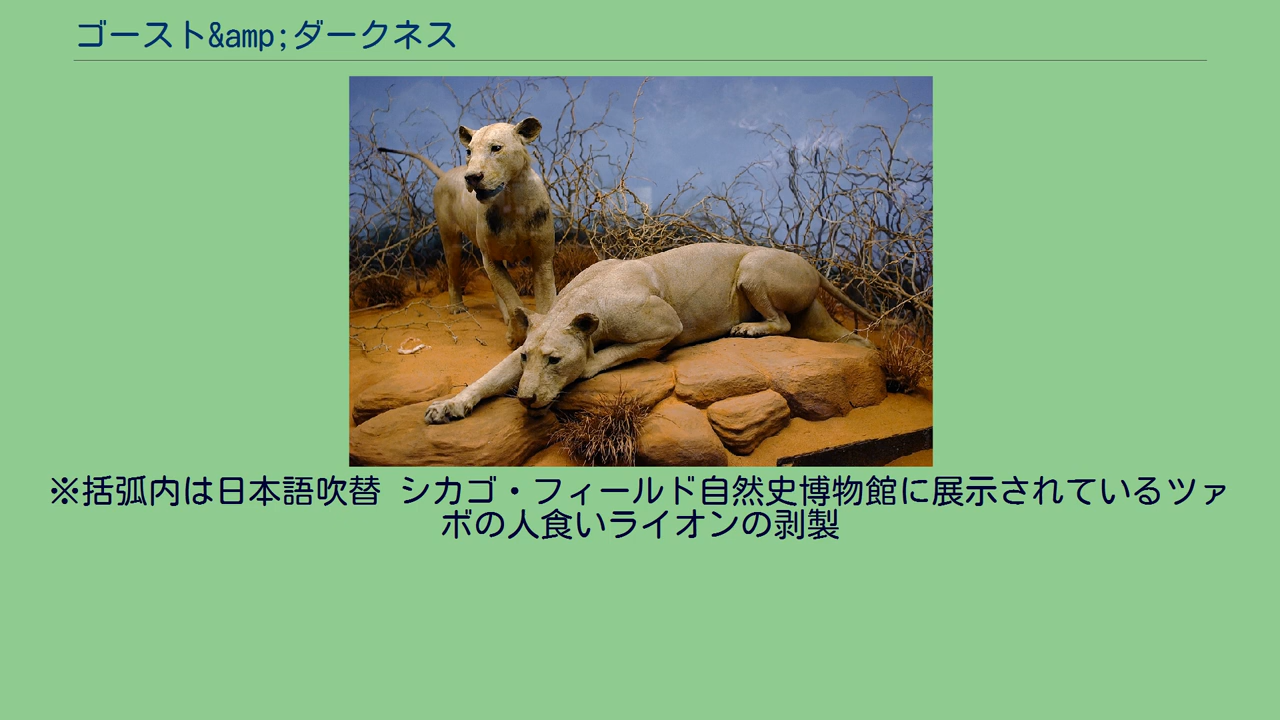 ゴースト&amp;ダークネス
※括弧内は日本語吹替 シカゴ・フィールド自然史博物館に展示されているツァ
ボの人食いライオンの剥製